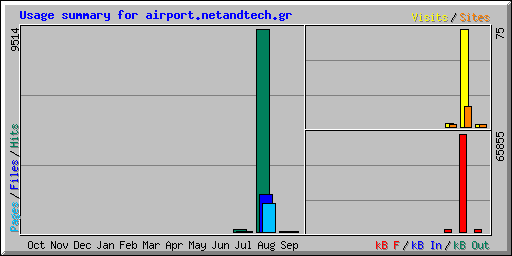 Usage summary for airport.netandtech.gr
Visits/Sites
9514
75
65855
Pages/Files/Hits
Oct Nov Dec Jan Feb Mar Apr May Jun Jul Aug Sep
kB F/kB In/kB Out